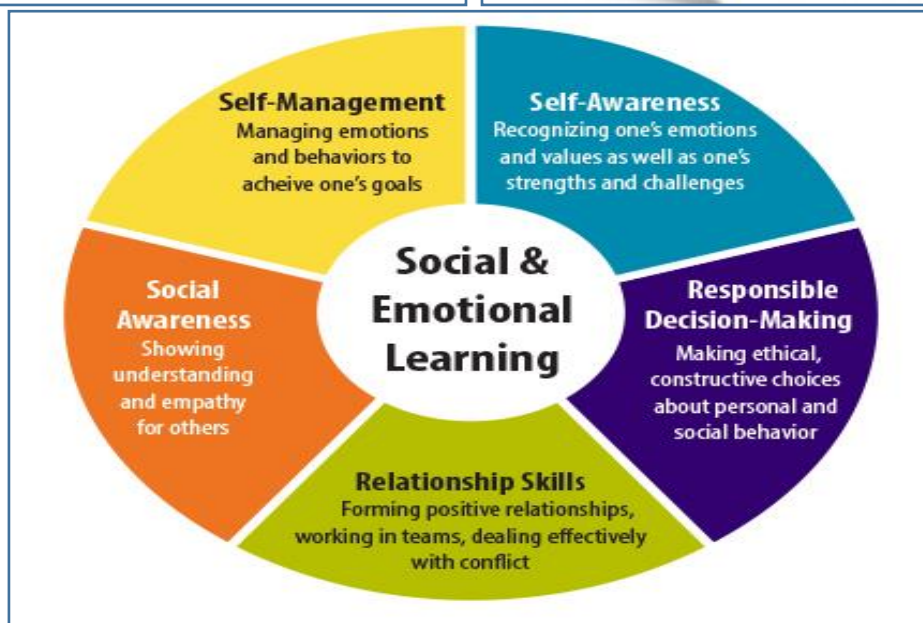 Self-Management
Managing emotions
and behaviors to
acheive one's goals
Self-Awareness
Recognizing one's emotions
and values as well as one's
strengths and challenges
Social &
Emotional
Learning
Social
Awareness
Showing
understanding
and empathy
for others
Responsible
Decision-Making
Making ethical,
constructive choices
about personal and
social behavior
Relationship Skills
Forming positive relationships,
working in teams, dealing effectively
with conflict